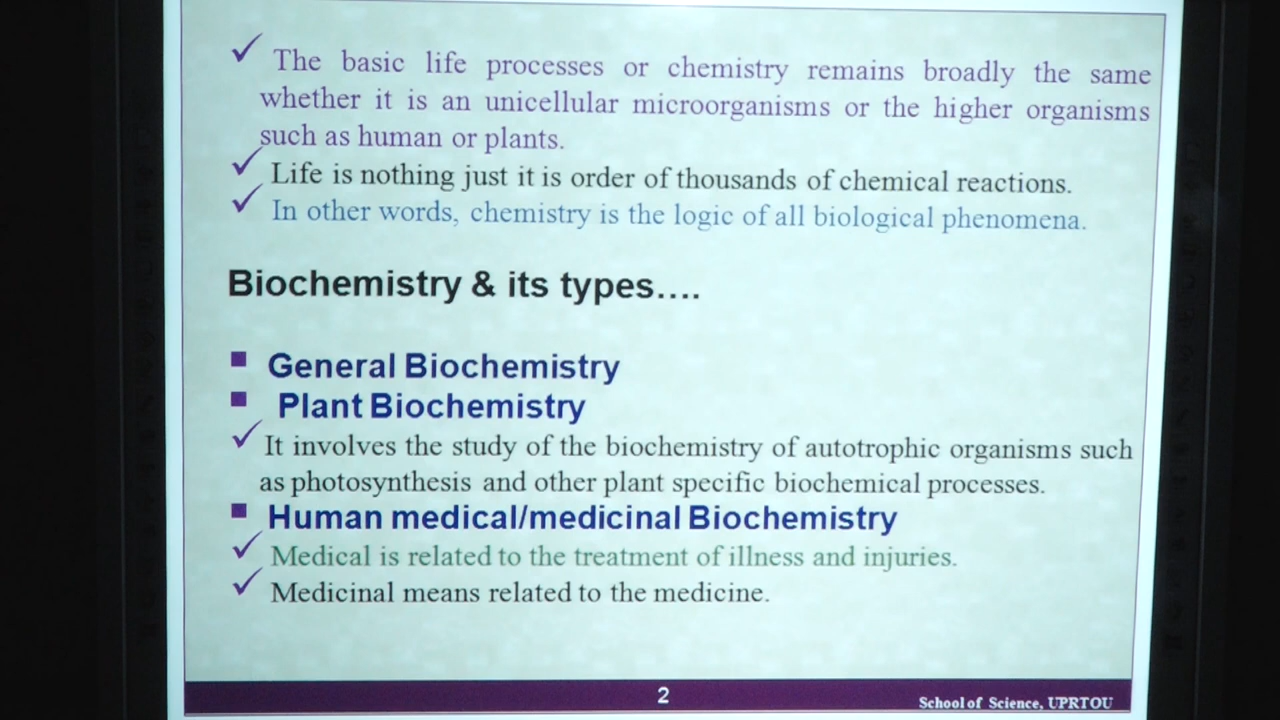 The basic life processes or chemistry remains broadly the same
whether it is an unicellular microorganisms or the higher organisms
such as human or plants.
Life is nothing just it is order of thousands of chemical reactions.
In other words, chemistry is the logic of all biological phenomena.
Biochemistry & its types….
General Biochemistry
Plant Biochemistry
It involves the study of the biochemistry of autotrophic organisms such
as photosynthesis and other plant specific biochemical processes.
Human medical/medicinal Biochemistry
Medical is related to the treatment of illness and injuries.
Medicinal means related to the medicine.
2
School of Science, UPRTOU